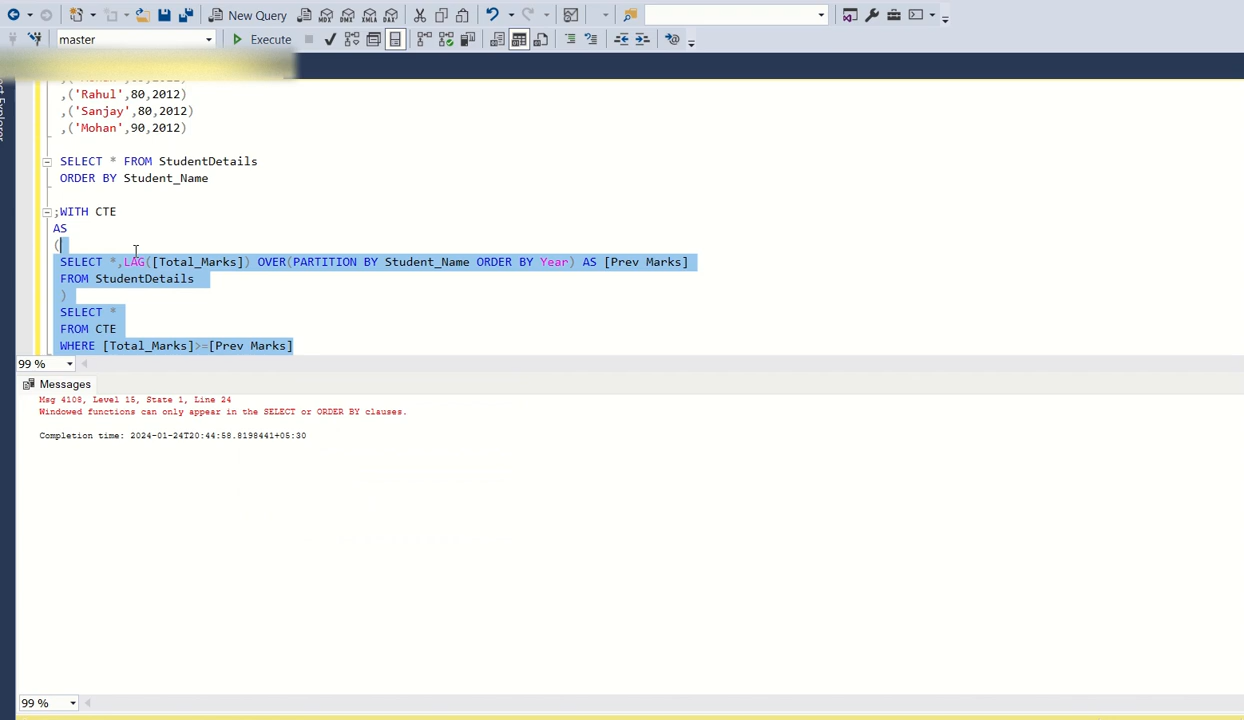 New Query
MDX DMX XMLA DAX
master
Execute
,('Rahul',80,2012)
,('Sanjay',80,2012)
,('Mohan',90,2012)
SELECT * FROM StudentDetails
ORDER BY Student_Name
;WITH CTE
AS
(
SELECT *,LAG([Total_Marks]) OVER(PARTITION BY Student_Name ORDER BY Year) AS [Prev Marks]
FROM StudentDetails
)
SELECT *
FROM CTE
WHERE [Total_Marks]>=[Prev Marks]
99 %
Messages
Msg 4108, Level 15, State 1, Line 24
Windowed functions can only appear in the SELECT or ORDER BY clauses.
Completion time: 2024-01-24T20:44:58.8198441+05:30
99 %